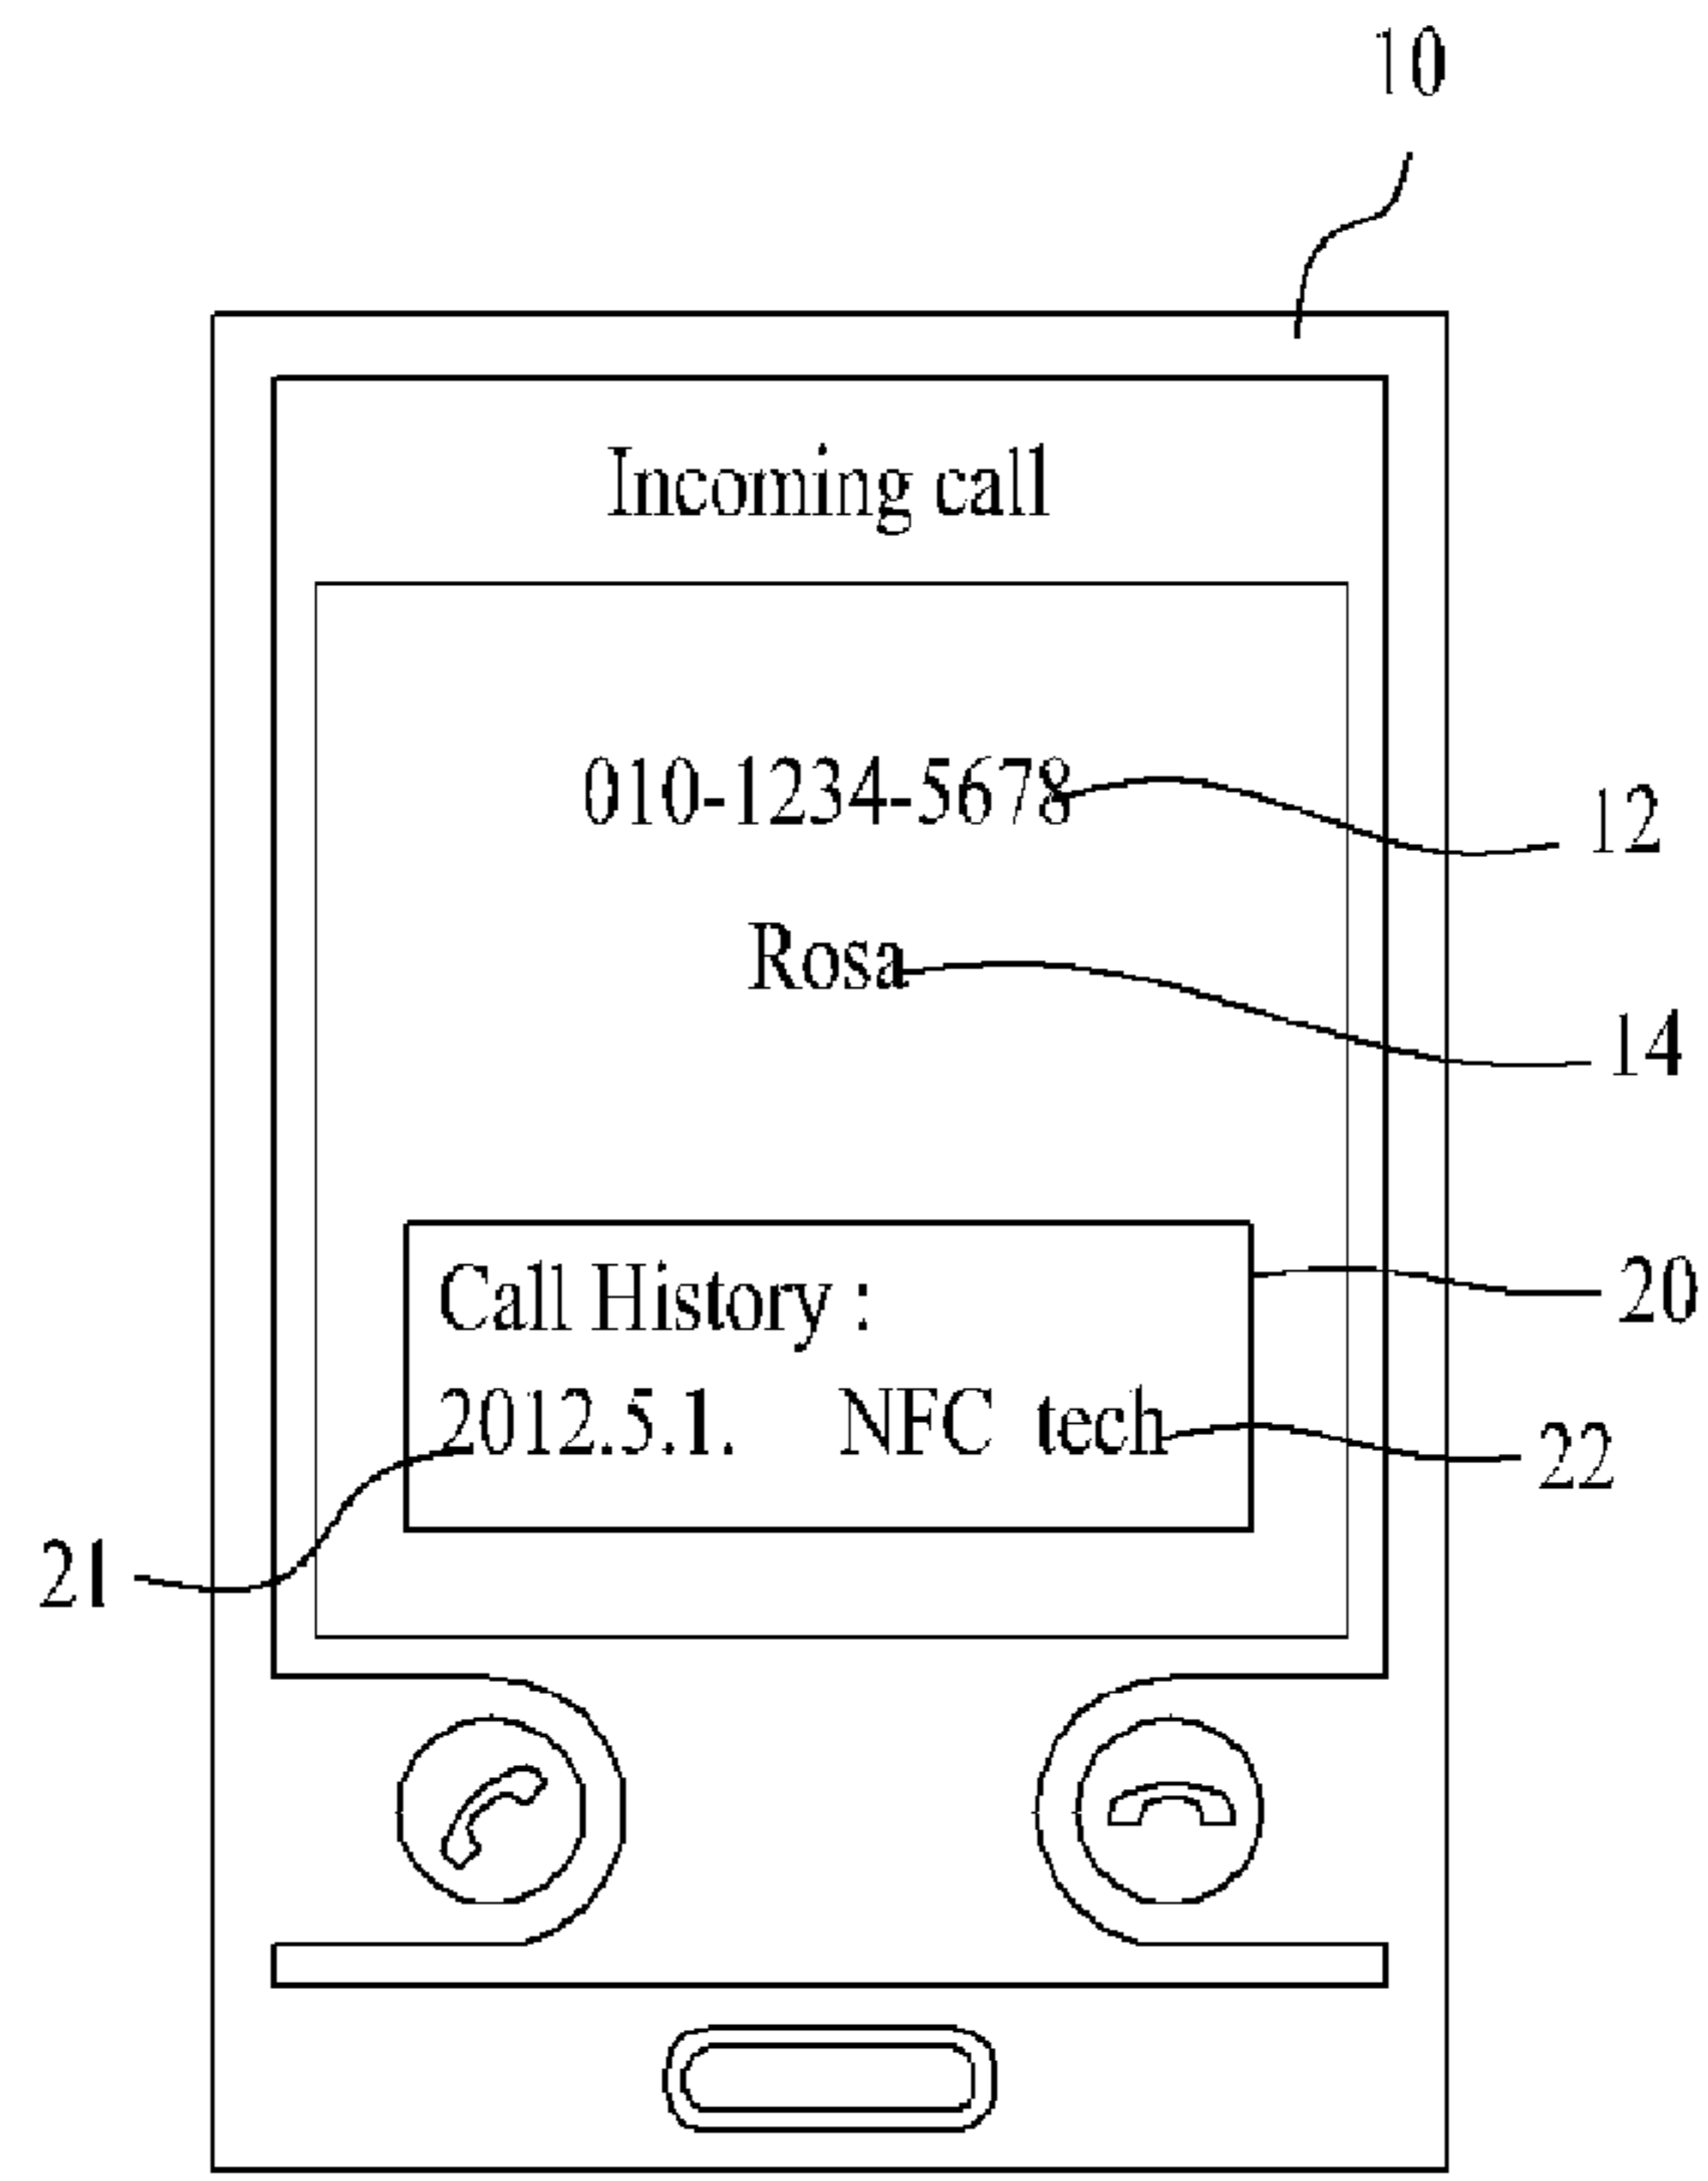 10
Incoming call
010-1234-5678
12
Rosa
14
Call History :
20
2012.5.1. NFC tech
22
21